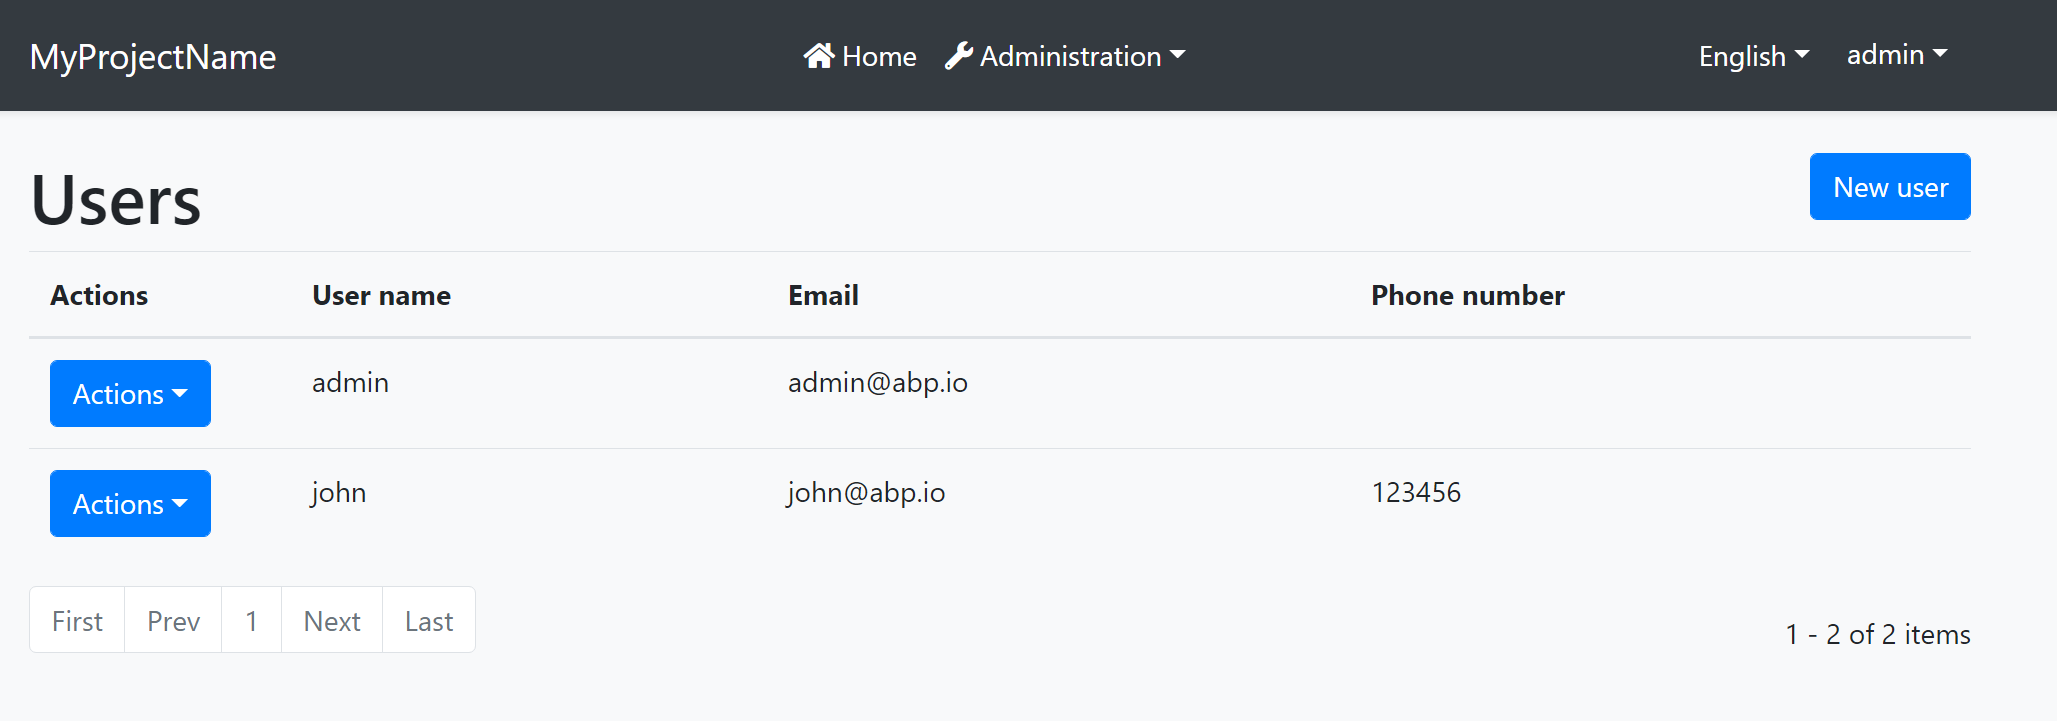 MyProjectName Home Administration English admin
Users New user
Actions User name Email Phone number
Actions admin admin@abp.io
Actions john john@abp.io 123456
First Prev 1 Next Last 1 - 2 of 2 items